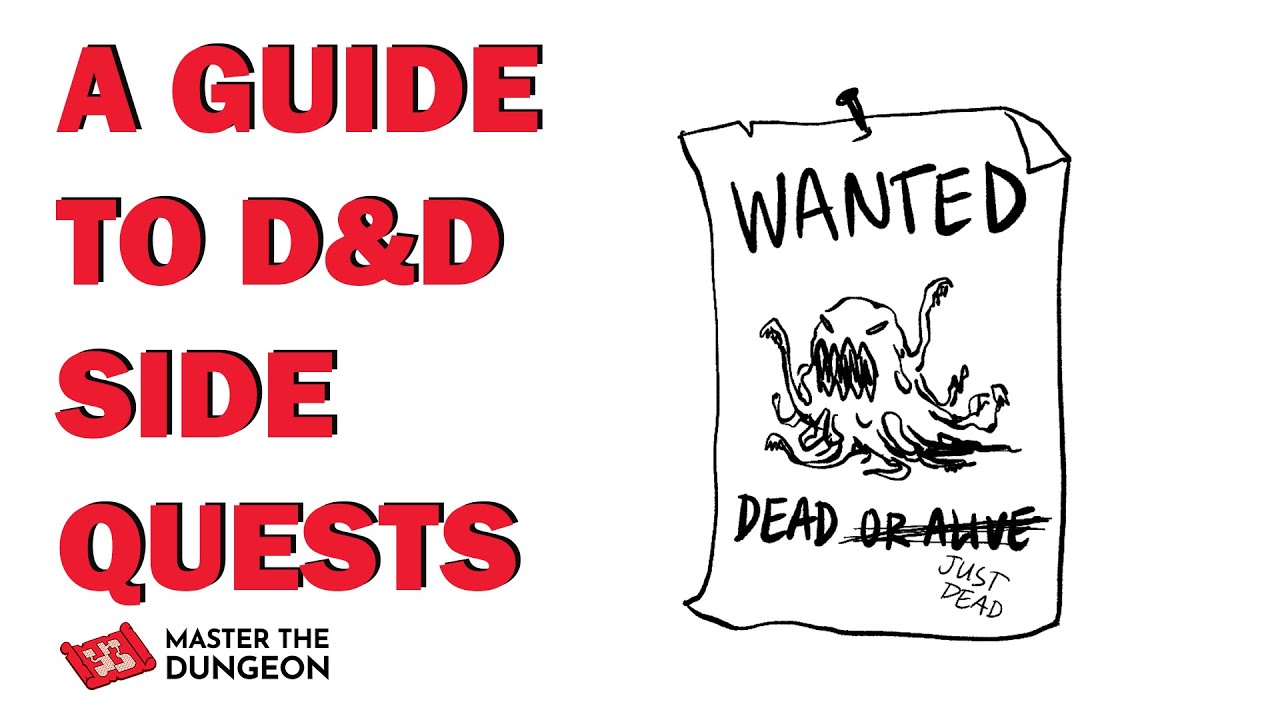 A GUIDE
TO D&D
SIDE
QUESTS
MASTER THE
DUNGEON
WANTED
DEAD OR ALIVE
JUST
DEAD